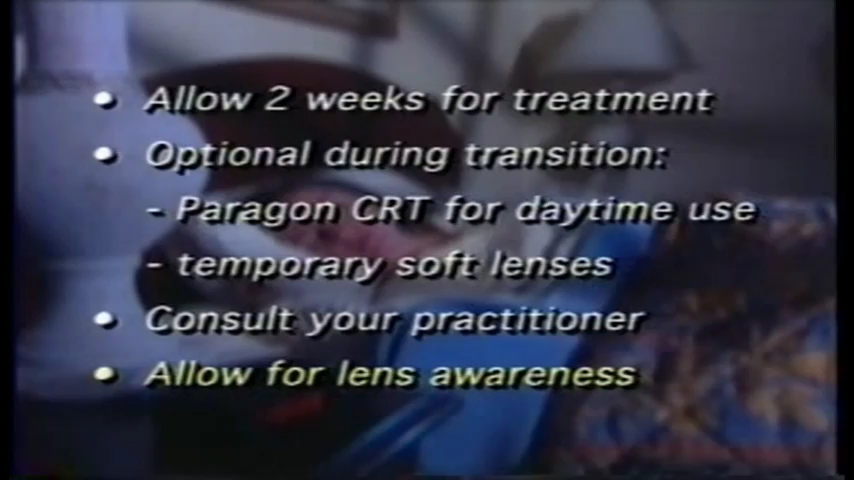 • Allow 2 weeks for treatment
• Optional during transition:
- Paragon CRT for daytime use
- temporary soft lenses
• Consult your practitioner
• Allow for lens awareness